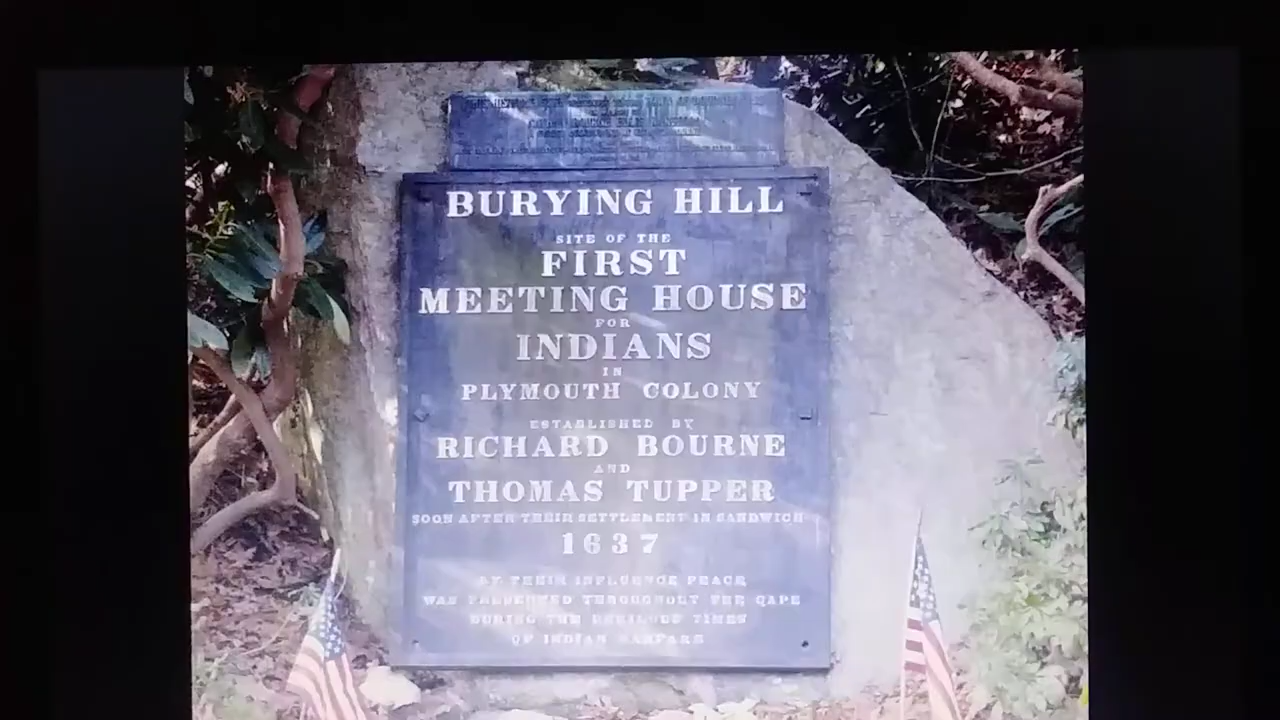 BURYING HILL
SITE OF THE
FIRST
MEETING HOUSE
FOR
INDIANS
IN
PLYMOUTH COLONY
ESTABLISHED BY
RICHARD BOURNE
AND
THOMAS TUPPER
SOON AFTER THEIR SETTLEMENT IN SANDWICH
1637
BY THEIR INFLUENCE PEACE
WAS PRESERVED THROUGHOUT THE CAPE
DURING THE PERILOUS TIMES
OF INDIAN WARFARE